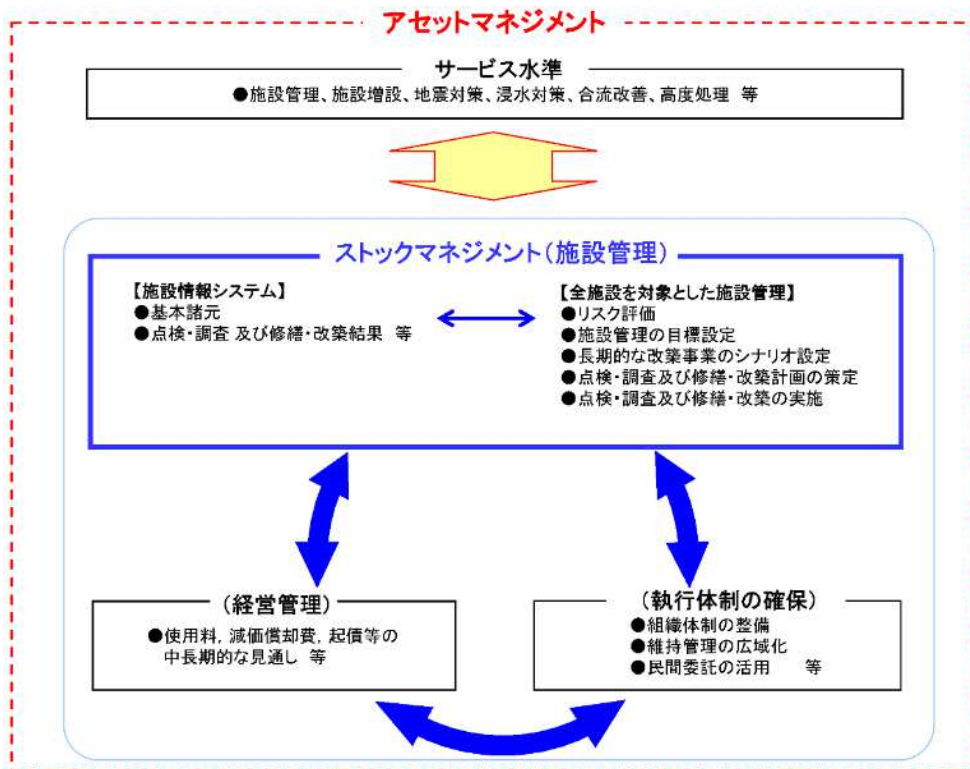 アセットマネジメント
サービス水準
●施設管理、施設増設、地震対策、浸水対策、合流改善、高度処理 等
ストックマネジメント(施設管理)
【施設情報システム】
●基本諸元
●点検・調査 及び修繕・改築結果 等
【全施設を対象とした施設管理】
●リスク評価
●施設管理の目標設定
●長期的な改築事業のシナリオ設定
●点検・調査及び修繕・改築計画の策定
●点検・調査及び修繕・改築の実施
(経営管理)
●使用料, 減価償却費, 起債等の
中長期的な見通し 等
(執行体制の確保)
●組織体制の整備
●維持管理の広域化
●民間委託の活用 等